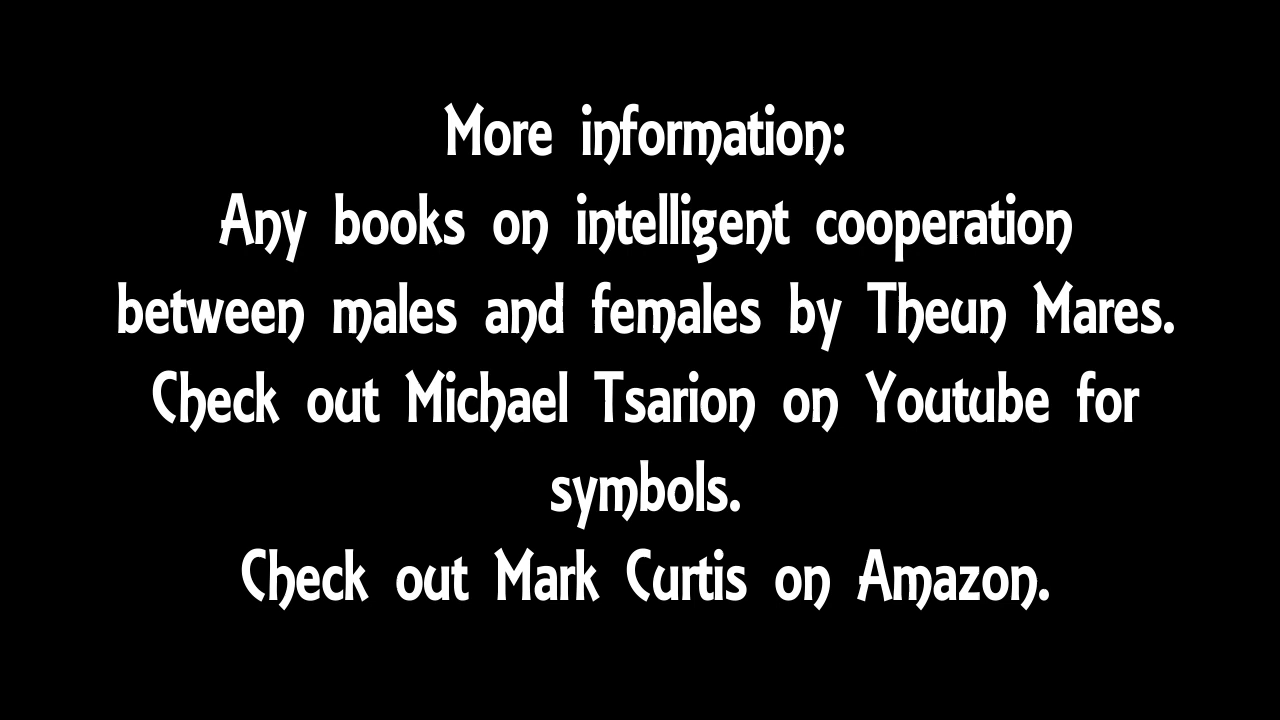 More information:
Any books on intelligent cooperation
between males and females by Theun Mares.
Check out Michael Tsarion on Youtube for
symbols.
Check out Mark Curtis on Amazon.